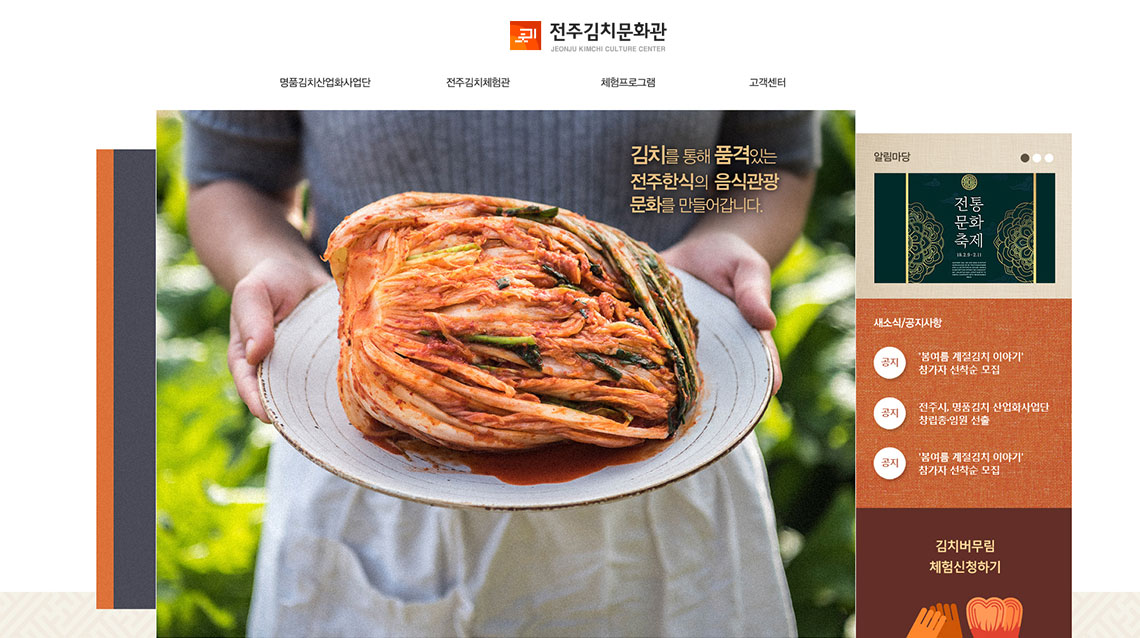 전주김치문화관
JEONJU KIMCHI CULTURE CENTER
명품김치산업화사업단
전주김치체험관
체험프로그램
고객센터
김치를 통해 품격있는
전주한식의 음식관광
문화를 만들어갑니다.
알림마당
전통
문화
축제
18.2.9 - 2.11
새소식/공지사항
공지
'봄여름 계절김치 이야기'
참가자 선착순 모집
공지
전주시, 명품김치 산업화사업단
창립총·임원 선출
공지
'봄여름 계절김치 이야기'
참가자 선착순 모집
김치버무림
체험신청하기